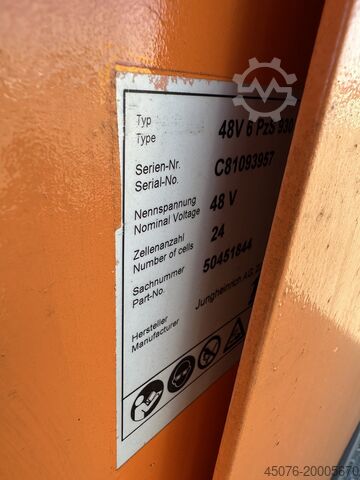 Typ
Type
48V 6 PzS 930
Serien-Nr.
Serial-No.
C81093957
Nennspannung
Nominal Voltage
48 V
Zellenanzahl
Number of cells
24
Sachnummer
Part-No.
50451844
Hersteller
Manufacturer
Jungheinrich AG,
45076-20005670